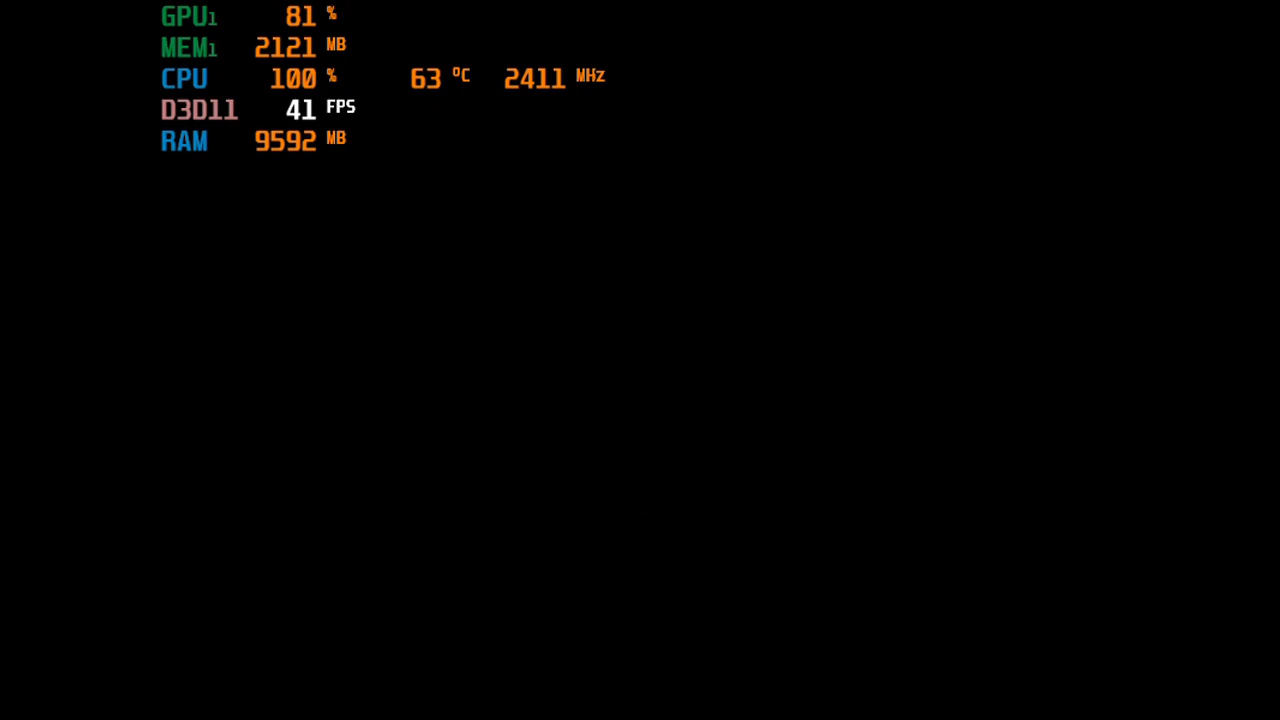 GPU1 81 %
MEM1 2121 MB
CPU 100 % 63 °C 2411 MHz
D3D11 41 FPS
RAM 9592 MB